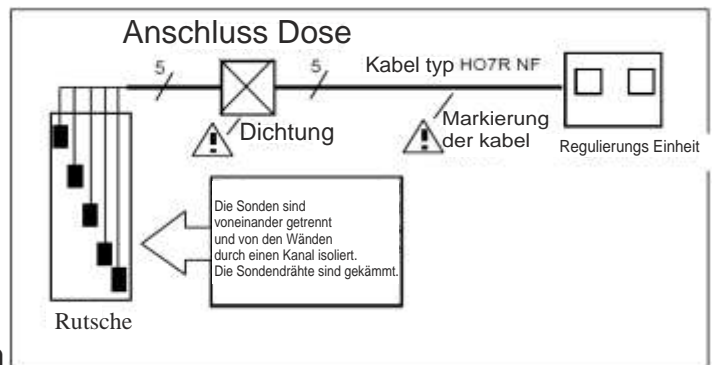 Anschluss Dose
5
5
Kabel typ HO7R NF
Dichtung
Markierung
der kabel
Regulierungs Einheit
Die Sonden sind
voneinander getrennt
und von den Wänden
durch einen Kanal isoliert.
Die Sondendrähte sind gekämmt.
Rutsche